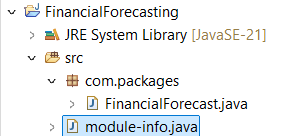 FinancialForecasting
JRE System Library [JavaSE-21]
src
com.packages
FinancialForecast.java
module-info.java